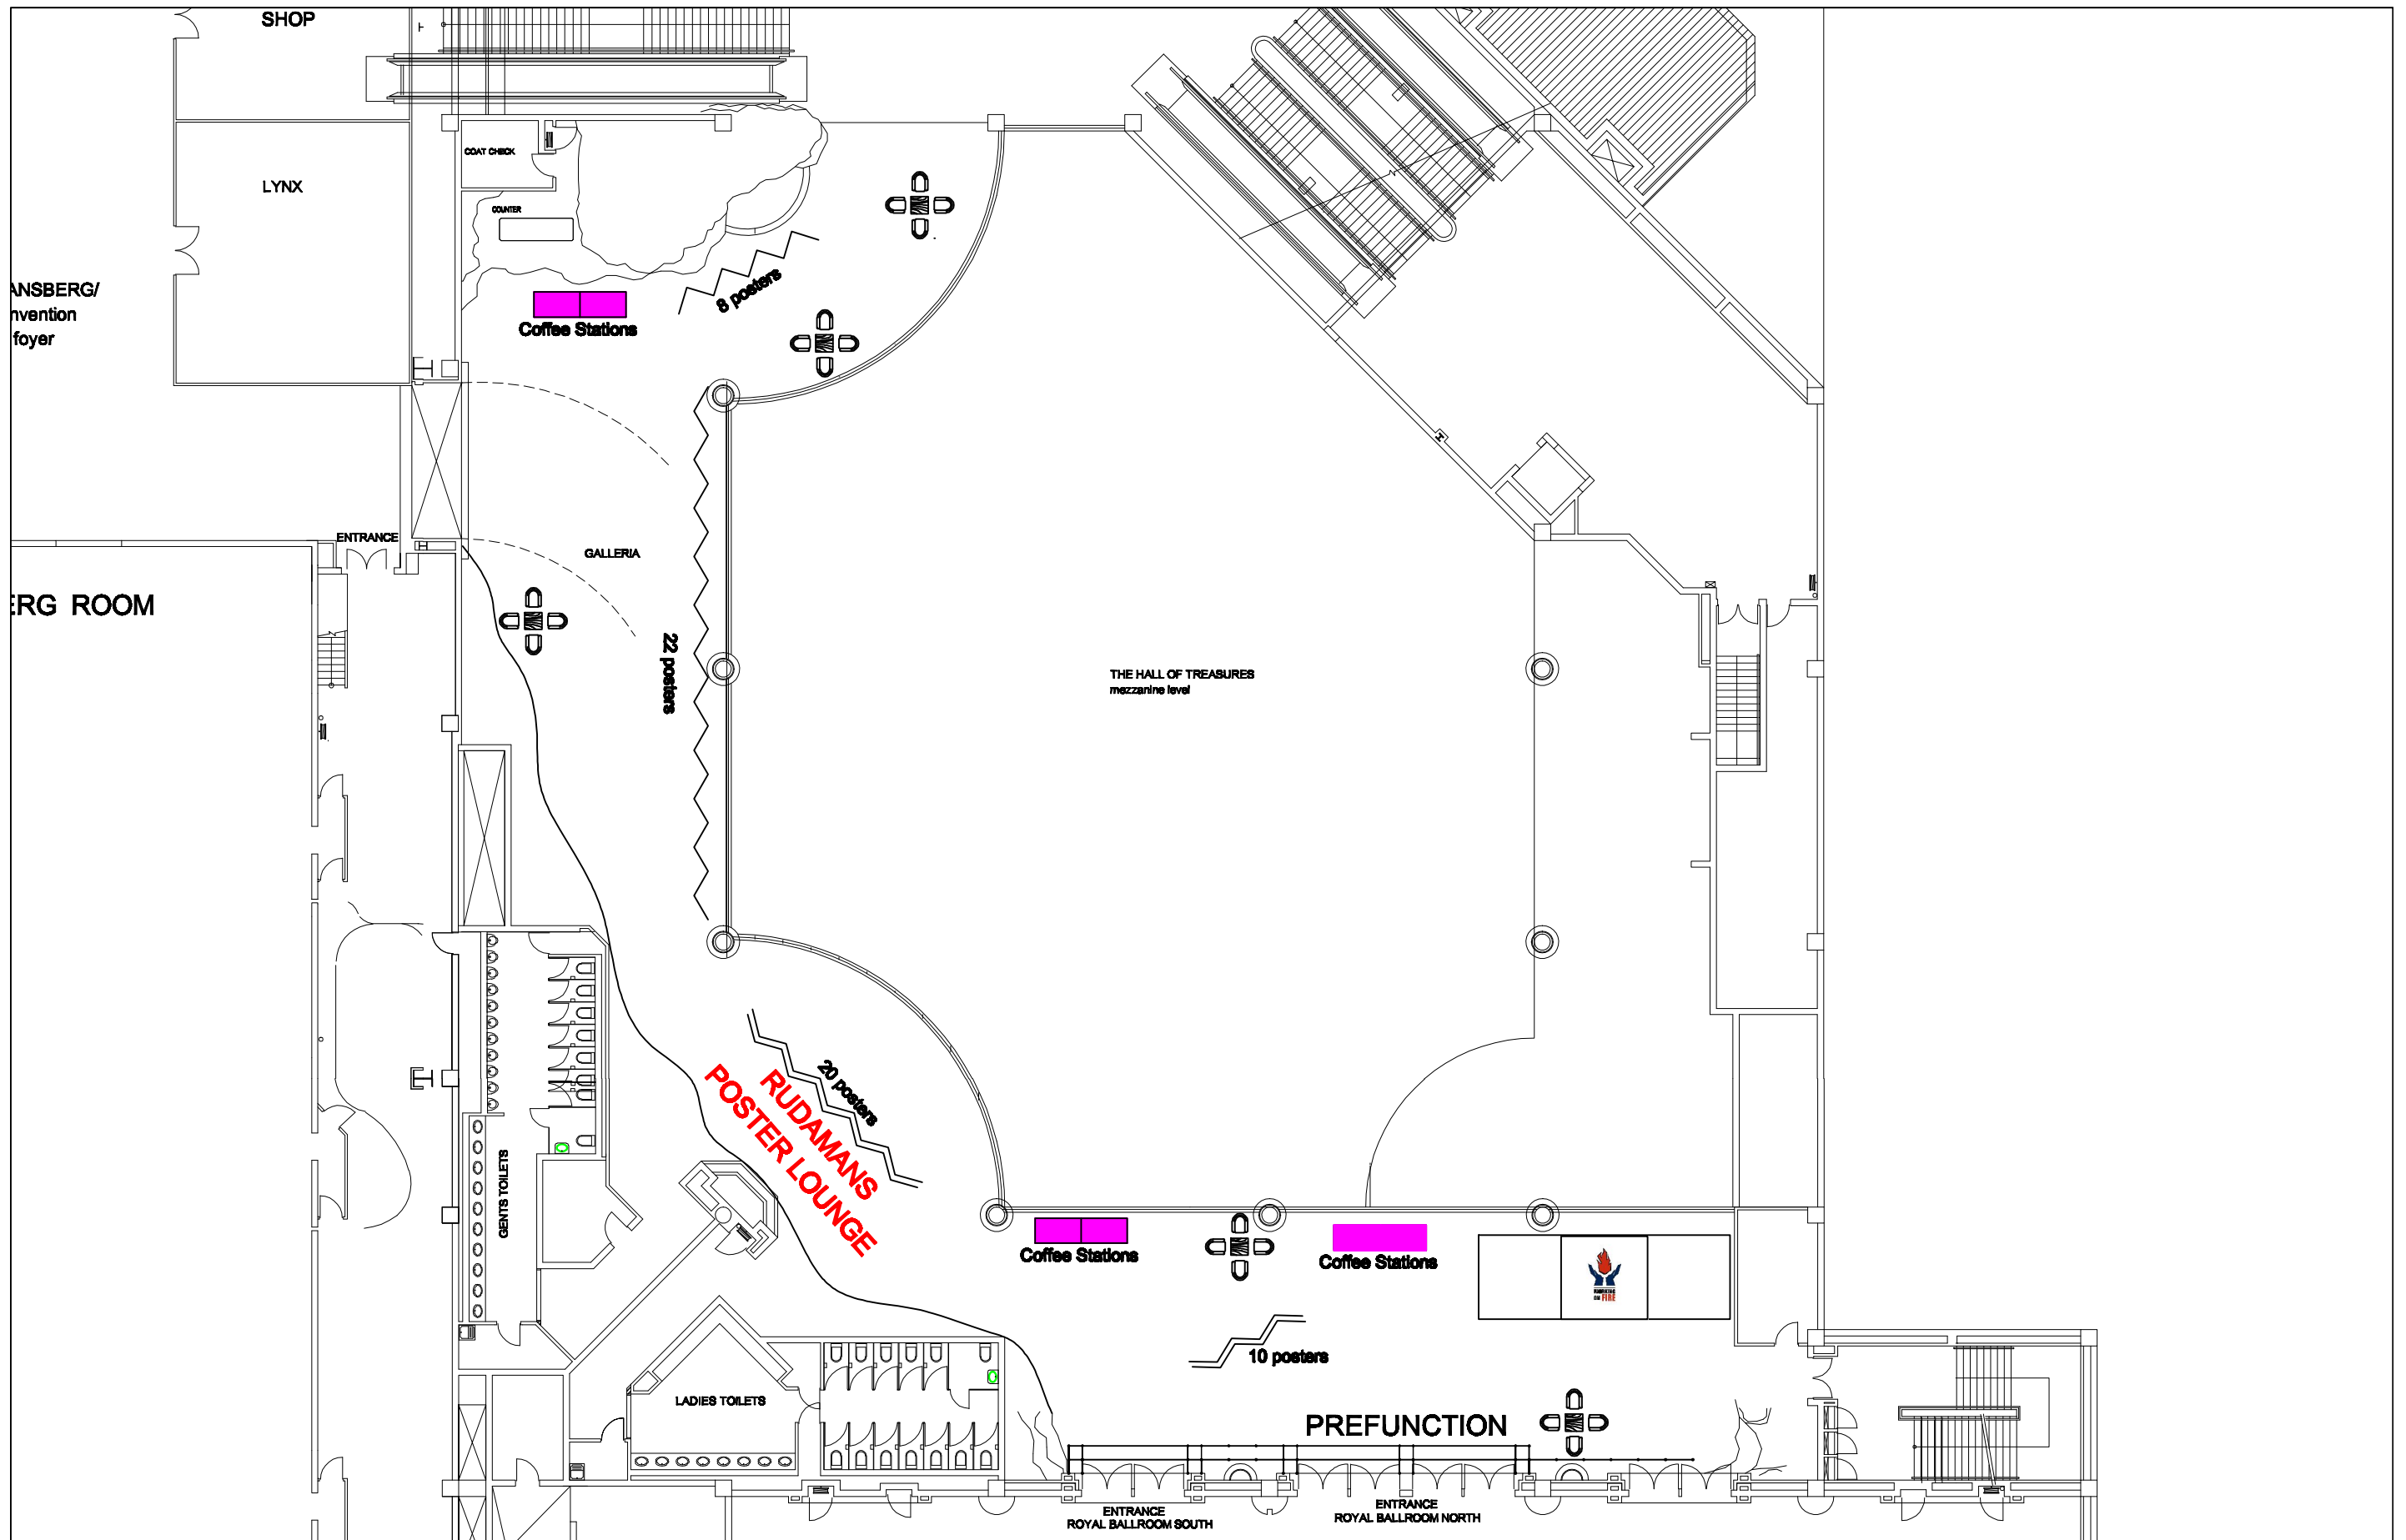 SHOP
LYNX
COAT CHECK
COUNTER
8 posters
Coffee Stations
ANSBERG/
nvention
foyer
ENTRANCE
GALLERIA
ERG ROOM
22 posters
THE HALL OF TREASURES
mezzanine level
20 posters
RUDAMANS
POSTER LOUNGE
GENTS TOILETS
Coffee Stations
Coffee Stations
FIRE
10 posters
LADIES TOILETS
PREFUNCTION
ENTRANCE
ROYAL BALLROOM SOUTH
ENTRANCE
ROYAL BALLROOM NORTH